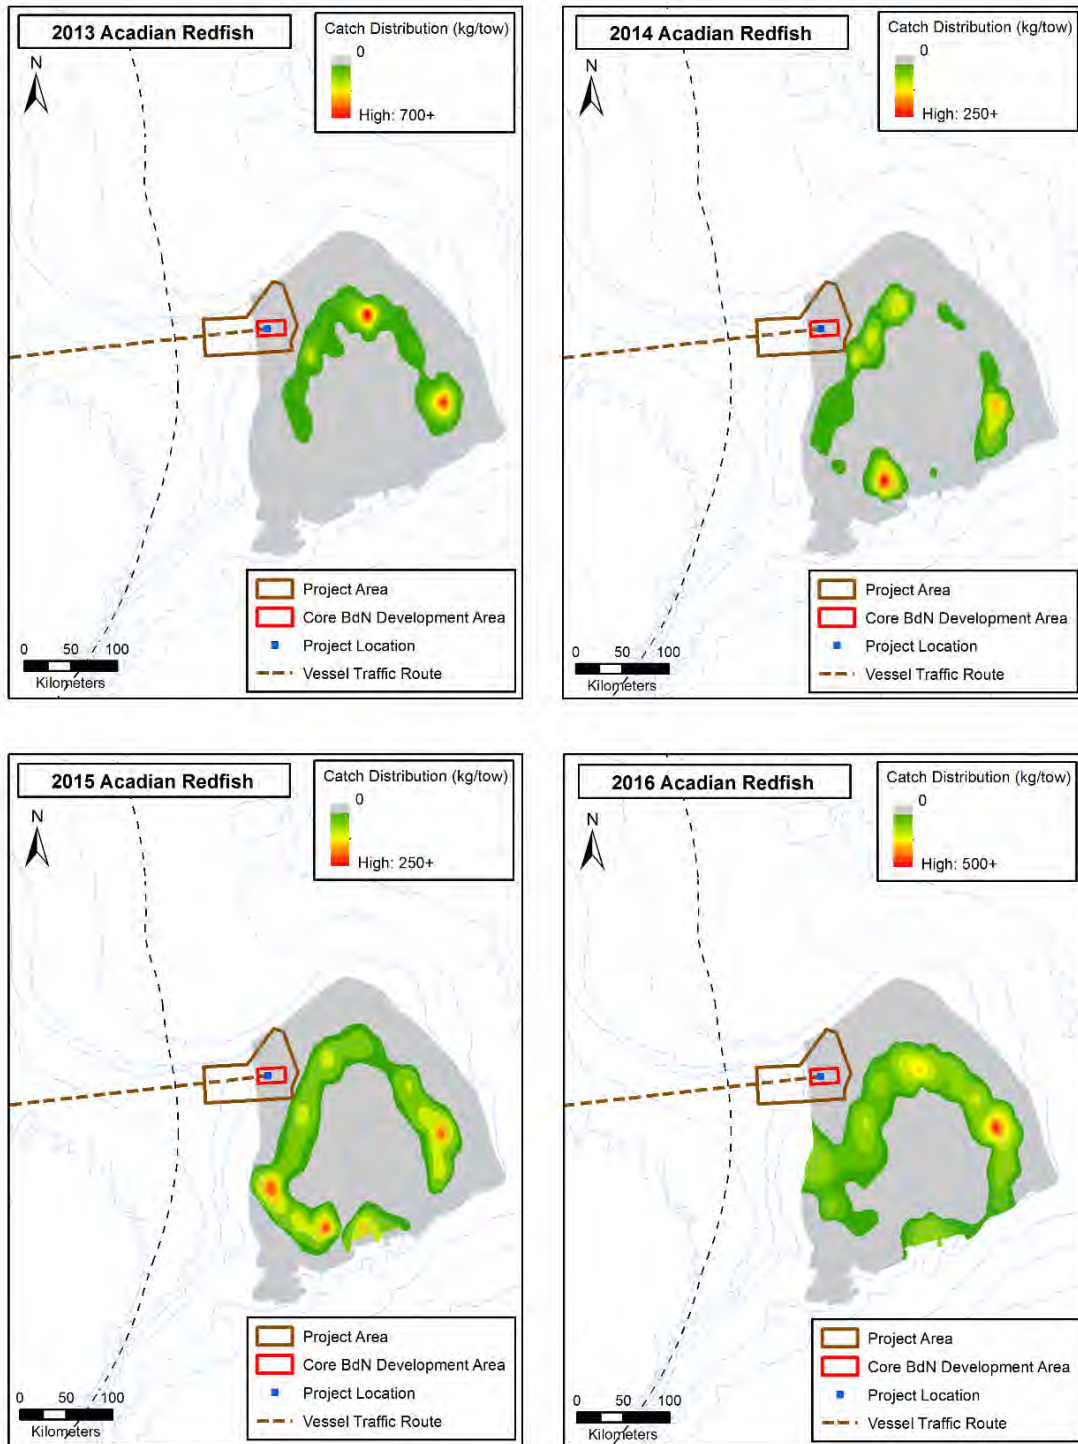 2013 Acadian Redfish
Catch Distribution (kg/tow)
0
High: 700+
N
Project Area
Core BdN Development Area
Project Location
Vessel Traffic Route
0 50 100
Kilometers
2014 Acadian Redfish
Catch Distribution (kg/tow)
0
High: 250+
N
Project Area
Core BdN Development Area
Project Location
Vessel Traffic Route
0 50 100
Kilometers
2015 Acadian Redfish
Catch Distribution (kg/tow)
0
High: 250+
N
Project Area
Core BdN Development Area
Project Location
Vessel Traffic Route
0 50 100
Kilometers
2016 Acadian Redfish
Catch Distribution (kg/tow)
0
High: 500+
N
Project Area
Core BdN Development Area
Project Location
Vessel Traffic Route
0 50 100
Kilometers